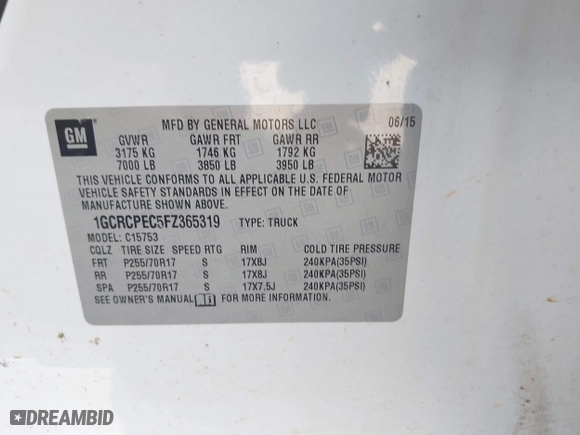 GM
MFD BY GENERAL MOTORS LLC 06/15
GVWR GAWR FRT GAWR RR
3175 KG 1746 KG 1792 KG
7000 LB 3850 LB 3950 LB
THIS VEHICLE CONFORMS TO ALL APPLICABLE U.S. FEDERAL MOTOR
VEHICLE SAFETY STANDARDS IN EFFECT ON THE DATE OF
MANUFACTURE SHOWN ABOVE.
1GCRCPEC5FZ365319 TYPE: TRUCK
MODEL: C15753
CQLZ TIRE SIZE SPEED RTG RIM COLD TIRE PRESSURE
FRT P255/70R17 S 17X8J 240KPA(35PSI)
RR P255/70R17 S 17X8J 240KPA(35PSI)
SPA P255/70R17 S 17X7.5J 240KPA(35PSI)
SEE OWNER'S MANUAL FOR MORE INFORMATION.
DREAMBID